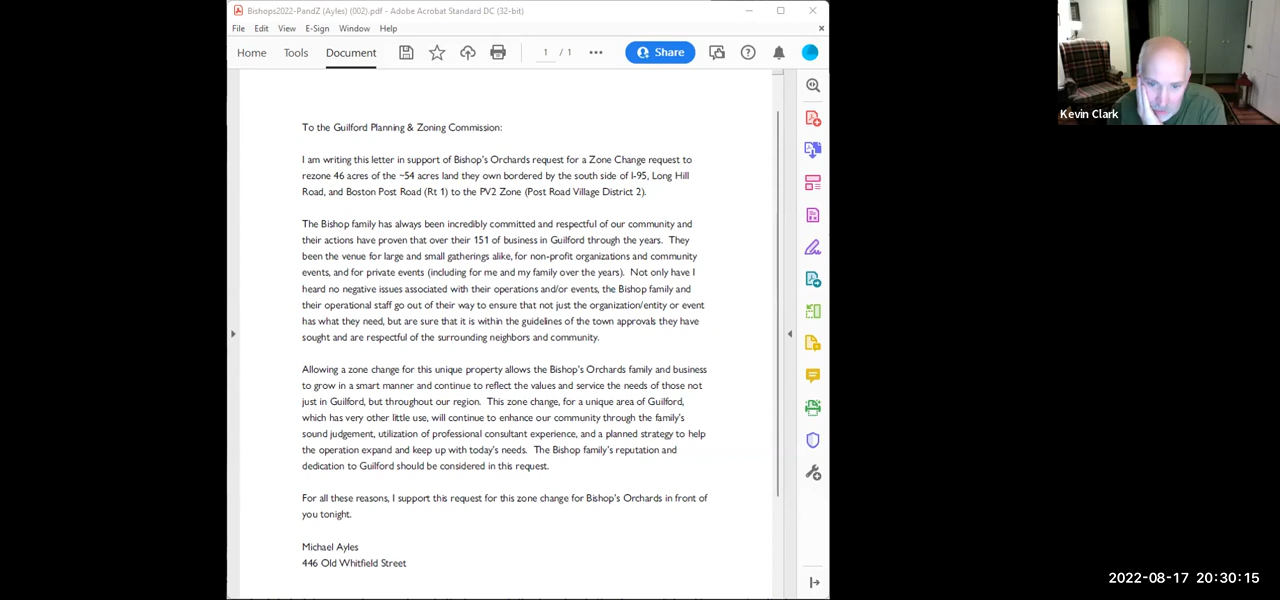 Bishops2022-PandZ (Ayles) (002).pdf - Adobe Acrobat Standard DC (32-bit)
File Edit View E-Sign Window Help
Home Tools Document 1 / 1 Share
To the Guilford Planning & Zoning Commission:
I am writing this letter in support of Bishop's Orchards request for a Zone Change request to
rezone 46 acres of the ~54 acres land they own bordered by the south side of I-95, Long Hill
Road, and Boston Post Road (Rt 1) to the PV2 Zone (Post Road Village District 2).
The Bishop family has always been incredibly committed and respectful of our community and
their actions have proven that over their 151 of business in Guilford through the years. They
been the venue for large and small gatherings alike, for non-profit organizations and community
events, and for private events (including for me and my family over the years). Not only have I
heard no negative issues associated with their operations and/or events, the Bishop family and
their operational staff go out of their way to ensure that not just the organization/entity or event
has what they need, but are sure that it is within the guidelines of the town approvals they have
sought and are respectful of the surrounding neighbors and community.
Allowing a zone change for this unique property allows the Bishop's Orchards family and business
to grow in a smart manner and continue to reflect the values and service the needs of those not
just in Guilford, but throughout our region. This zone change, for a unique area of Guilford,
which has very other little use, will continue to enhance our community through the family's
sound judgement, utilization of professional consultant experience, and a planned strategy to help
the operation expand and keep up with today's needs. The Bishop family's reputation and
dedication to Guilford should be considered in this request.
For all these reasons, I support this request for this zone change for Bishop's Orchards in front of
you tonight.
Michael Ayles
446 Old Whitfield Street
Kevin Clark
2022-08-17 20:30:15